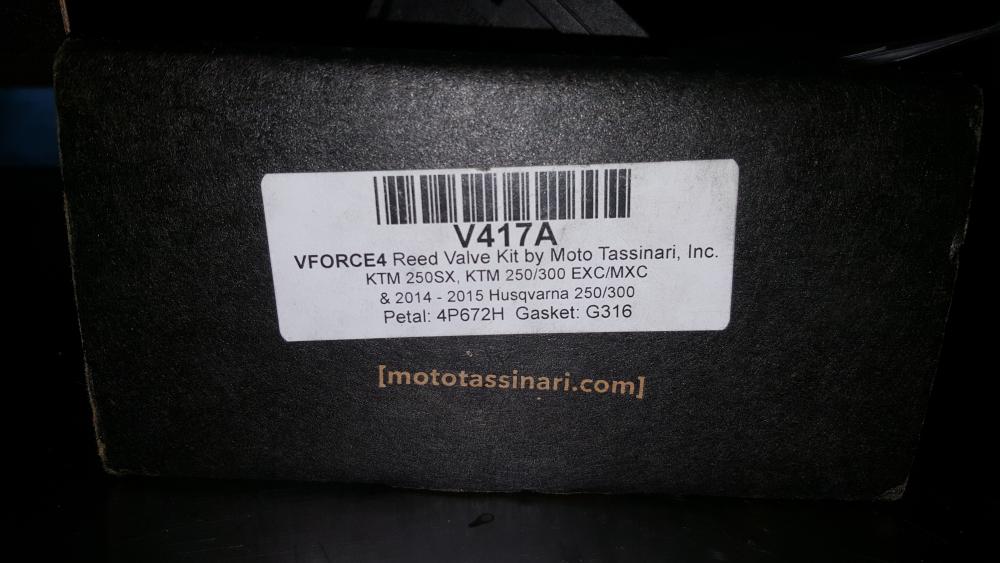 V417A
VFORCE4 Reed Valve Kit by Moto Tassinari, Inc.
KTM 250SX, KTM 250/300 EXC/MXC
& 2014 - 2015 Husqvarna 250/300
Petal: 4P672H Gasket: G316
[mototassinari.com]